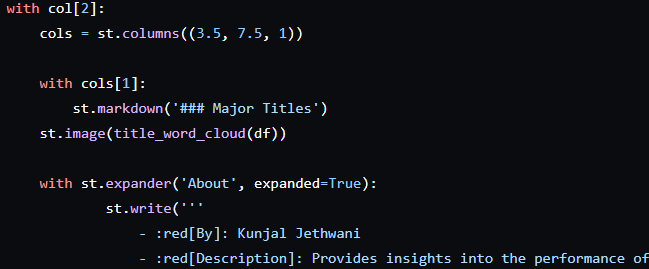 with col[2]:
    cols = st.columns((3.5, 7.5, 1))
    with cols[1]:
        st.markdown('### Major Titles')
    st.image(title_word_cloud(df))
    with st.expander('About', expanded=True):
            st.write('''
                - :red[By]: Kunjal Jethwani
                - :red[Description]: Provides insights into the performance of